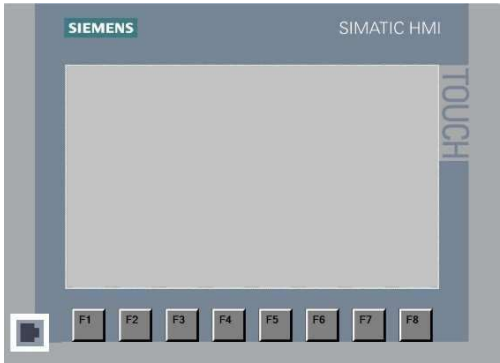 SIEMENS
SIMATIC HMI
TOUCH
F1 F2 F3 F4 F5 F6 F7 F8